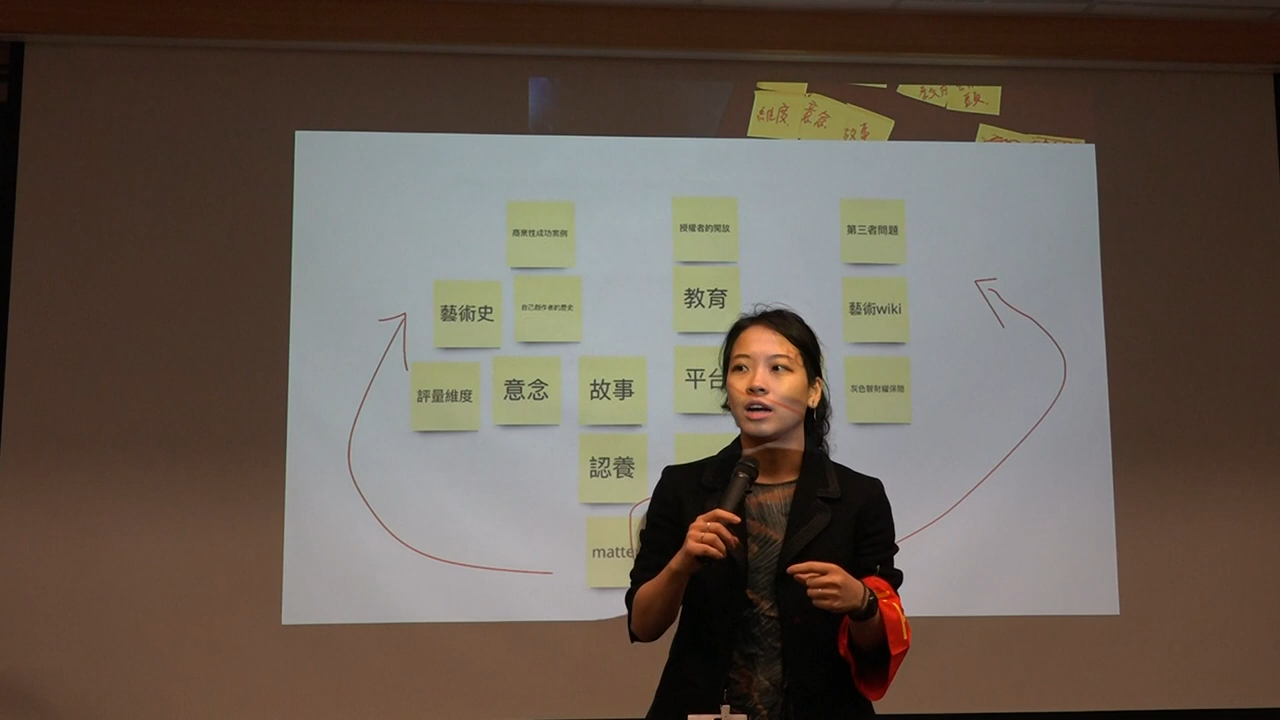 維度 意念 故事
商業性成功案例
授權者的開放
第三者問題
藝術史
自己創作者的歷史
教育
藝術wiki
評量維度
意念
故事
平台
灰色智財權保險
認養
matte